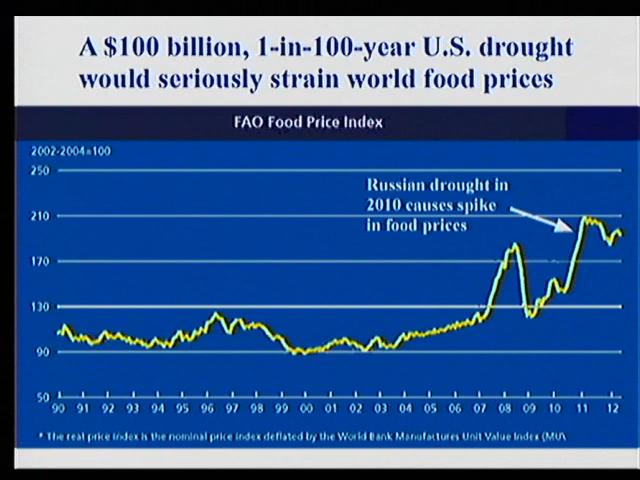 A $100 billion, 1-in-100-year U.S. drought
would seriously strain world food prices
FAO Food Price Index
2002-2004=100
250
Russian drought in
2010 causes spike
in food prices
210
170
130
90
50
90 91 92 93 94 95 96 97 98 99 00 01 02 03 04 05 06 07 08 09 10 11 12
* The real price index is the nominal price index deflated by the World Bank Manufactures Unit Value Index (MUV